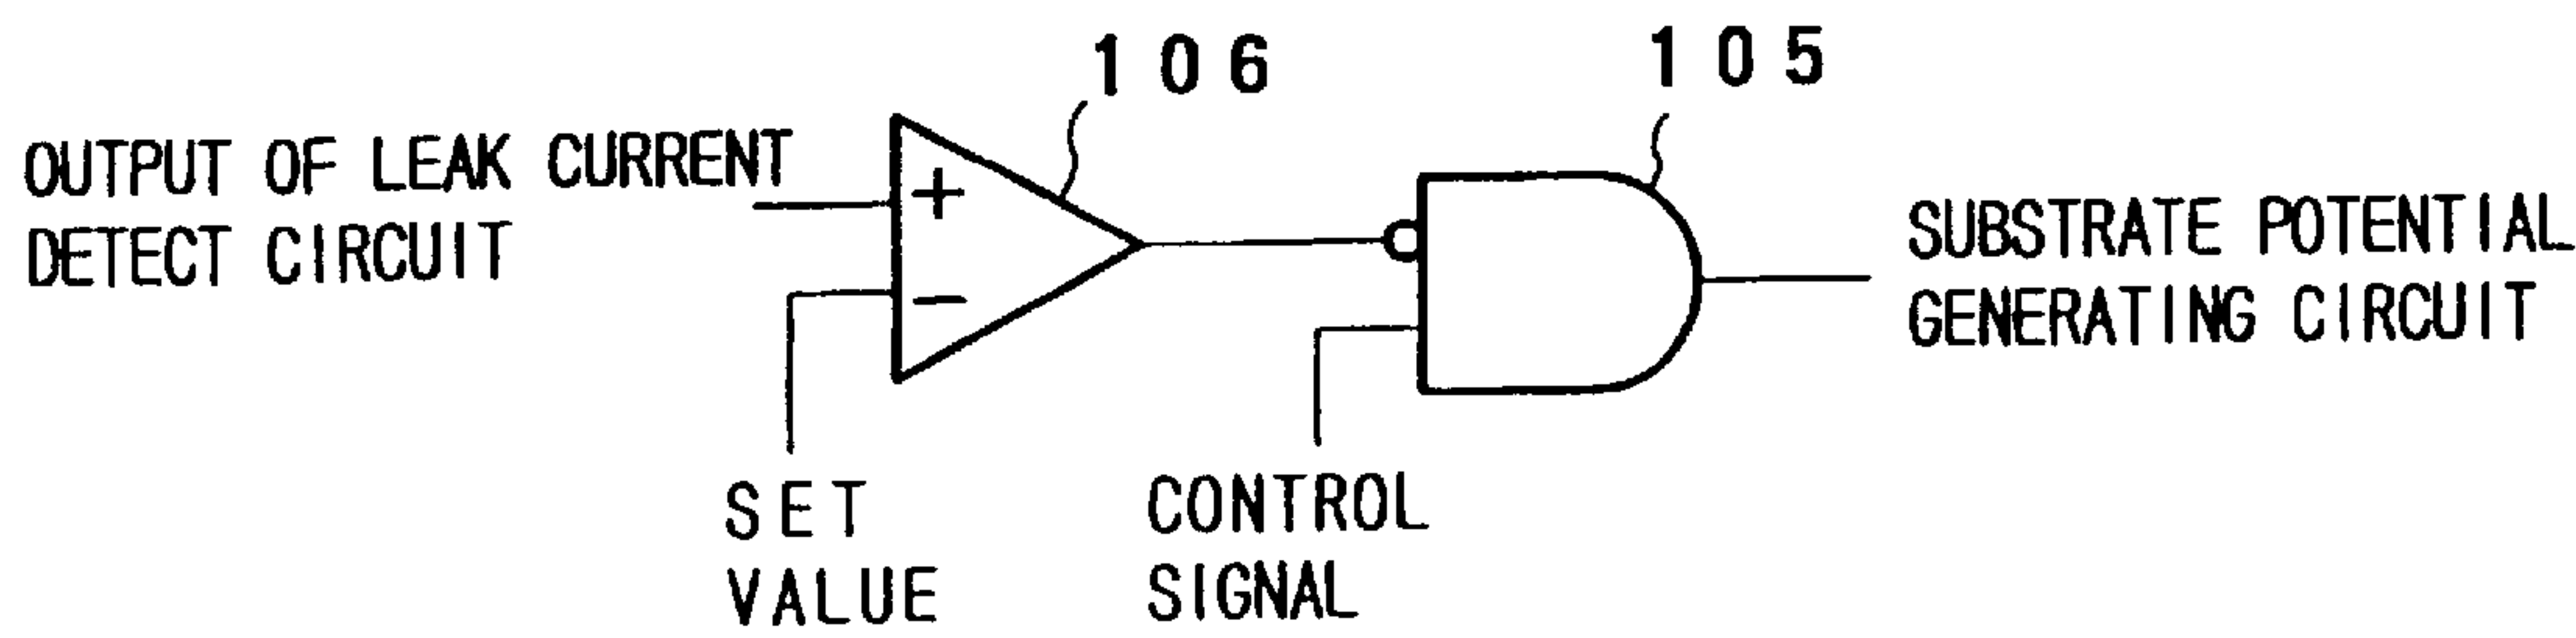 106
105
OUTPUT OF LEAK CURRENT
DETECT CIRCUIT
+
−
SUBSTRATE POTENTIAL
GENERATING CIRCUIT
SET
VALUE
CONTROL
SIGNAL